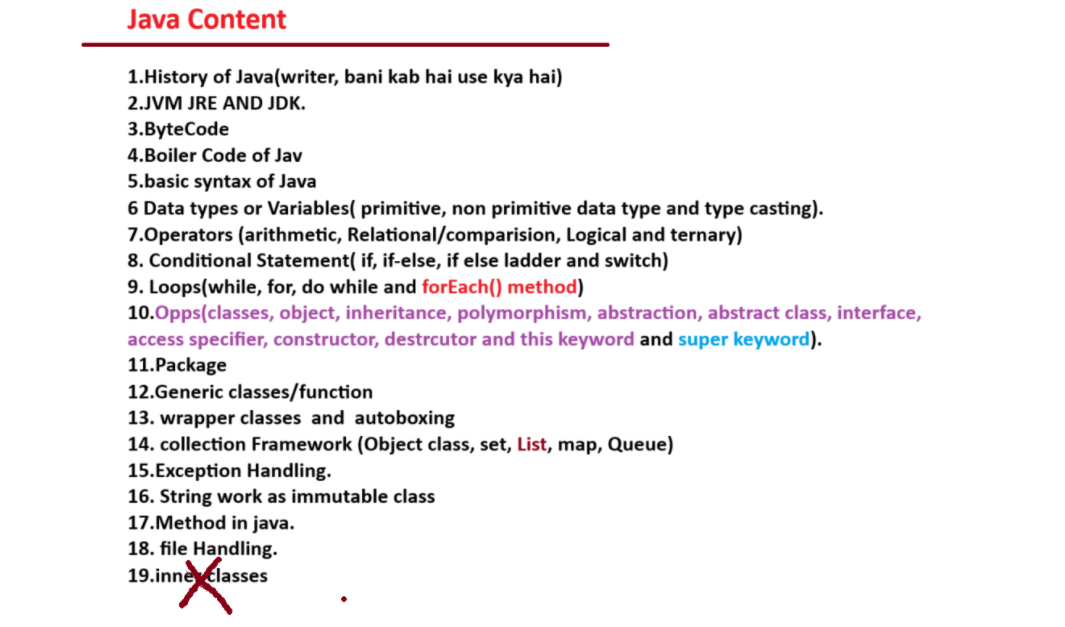 Java Content
1.History of Java(writer, bani kab hai use kya hai)
2.JVM JRE AND JDK.
3.ByteCode
4.Boiler Code of Jav
5.basic syntax of Java
6 Data types or Variables( primitive, non primitive data type and type casting).
7.Operators (arithmetic, Relational/comparision, Logical and ternary)
8. Conditional Statement( if, if-else, if else ladder and switch)
9. Loops(while, for, do while and forEach() method)
10.Opps(classes, object, inheritance, polymorphism, abstraction, abstract class, interface,
access specifier, constructor, destrcutor and this keyword and super keyword).
11.Package
12.Generic classes/function
13. wrapper classes and autoboxing
14. collection Framework (Object class, set, List, map, Queue)
15.Exception Handling.
16. String work as immutable class
17.Method in java.
18. file Handling.
19.inner classes